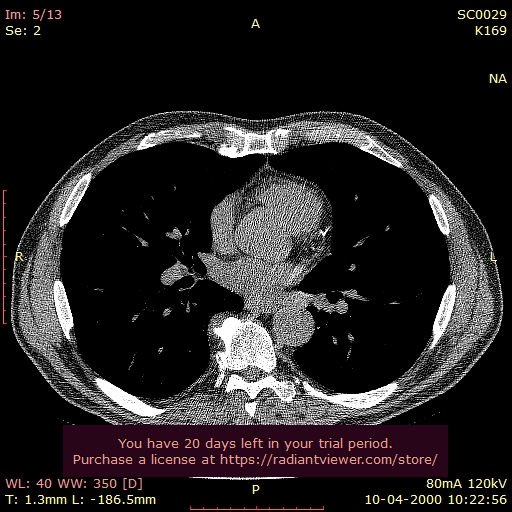 Im: 5/13
Se: 2
A
SC0029
K169
NA
R
L
You have 20 days left in your trial period.
Purchase a license at https://radiantviewer.com/store/
WL: 40 WW: 350 [D]
T: 1.3mm L: -186.5mm
P
80mA 120kV
10-04-2000 10:22:56